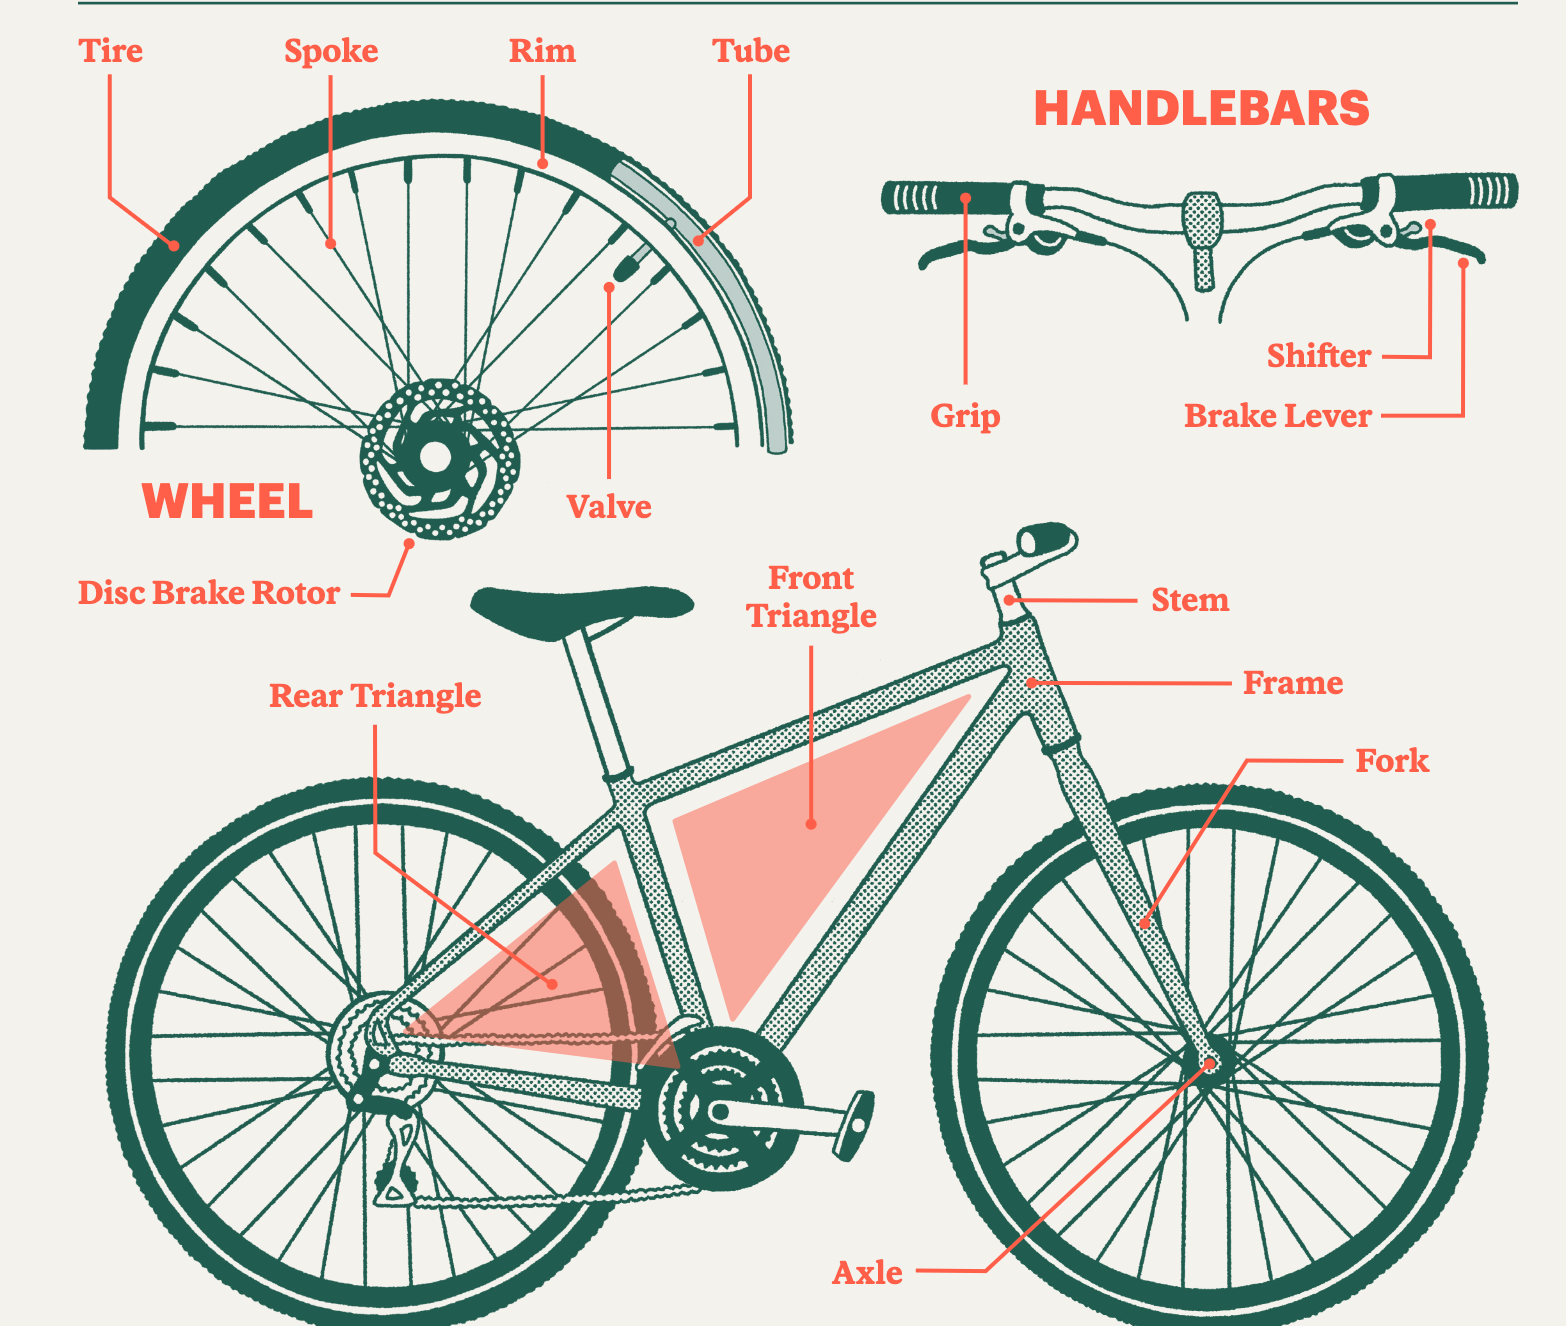 Tire
Spoke
Rim
Tube
HANDLEBARS
Shifter
Grip
Brake Lever
WHEEL
Valve
Disc Brake Rotor
Front
Triangle
Stem
Rear Triangle
Frame
Fork
Axle